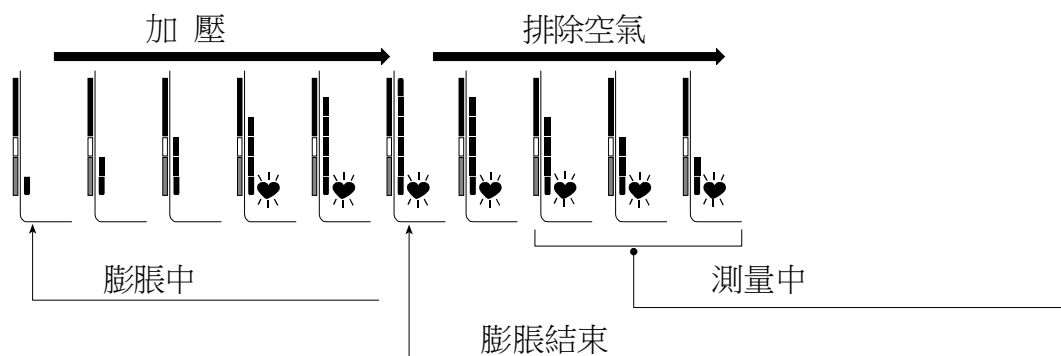 加 壓
排除空氣
膨脹中
測量中
膨脹結束